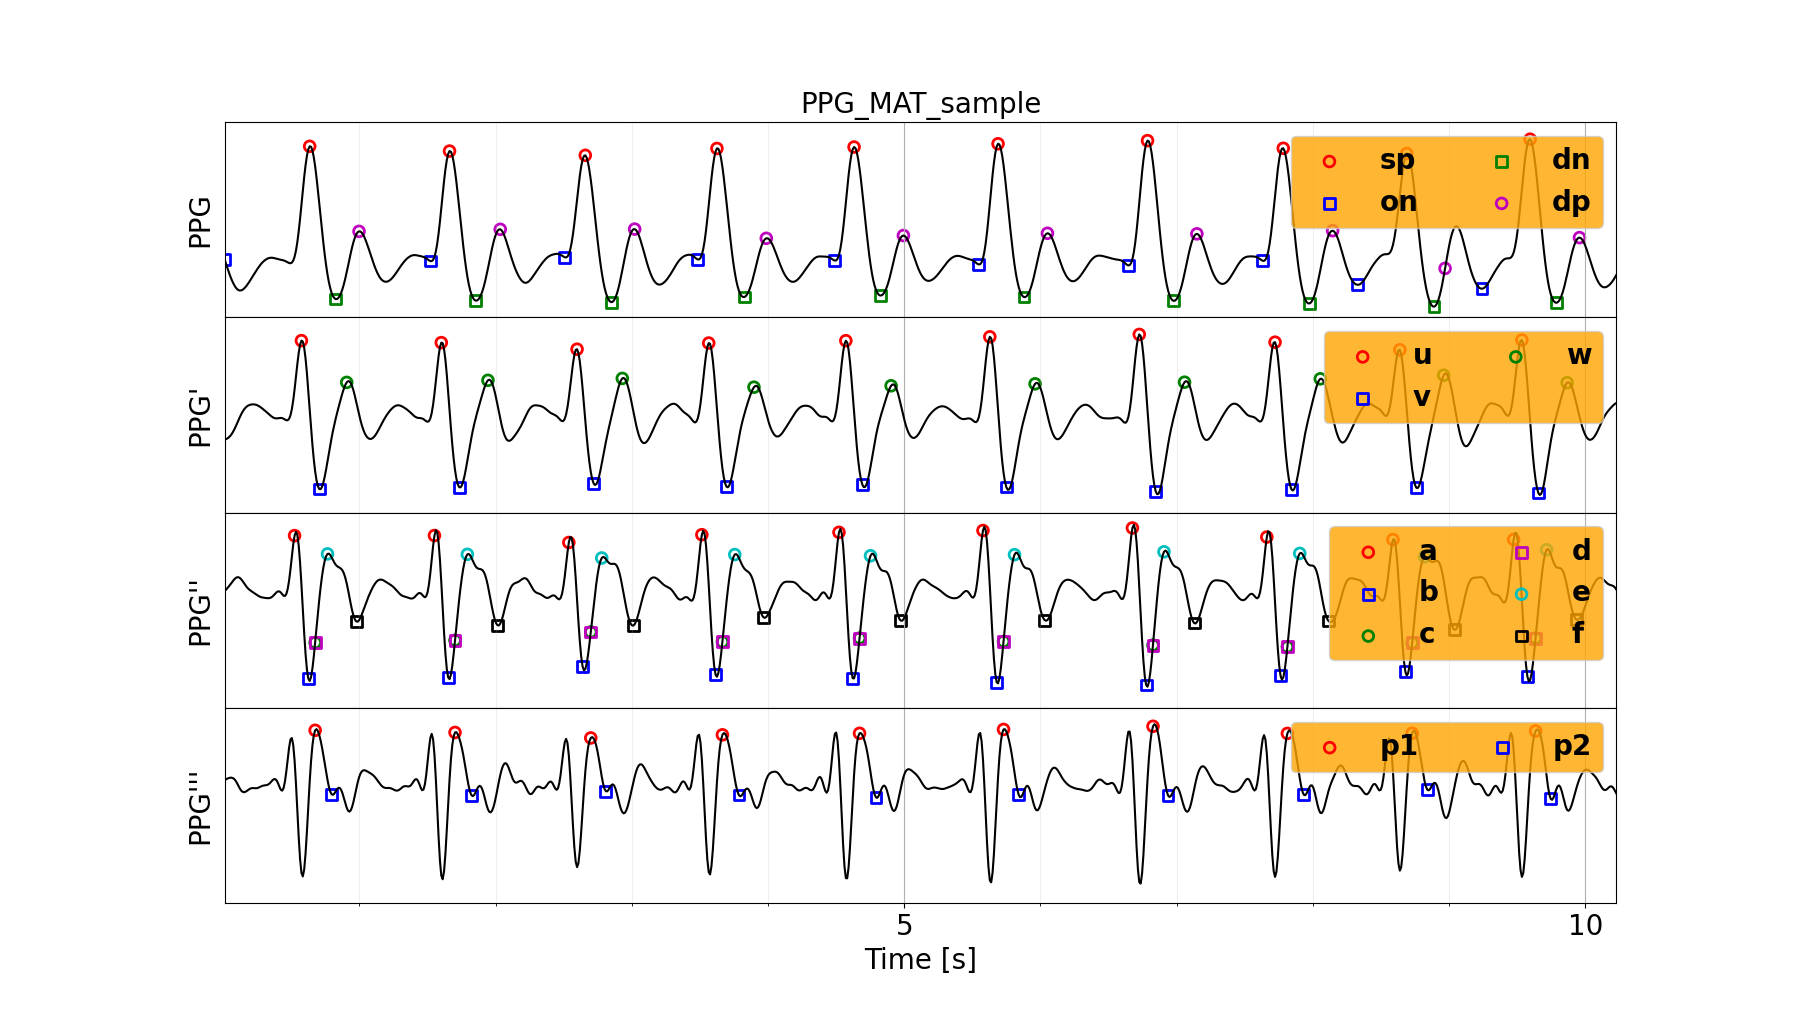 PPG_MAT_sample
PPG
sp dn
on dp
PPG'
u w
v
PPG''
a d
b e
c f
PPG'''
p1 p2
5 10
Time [s]